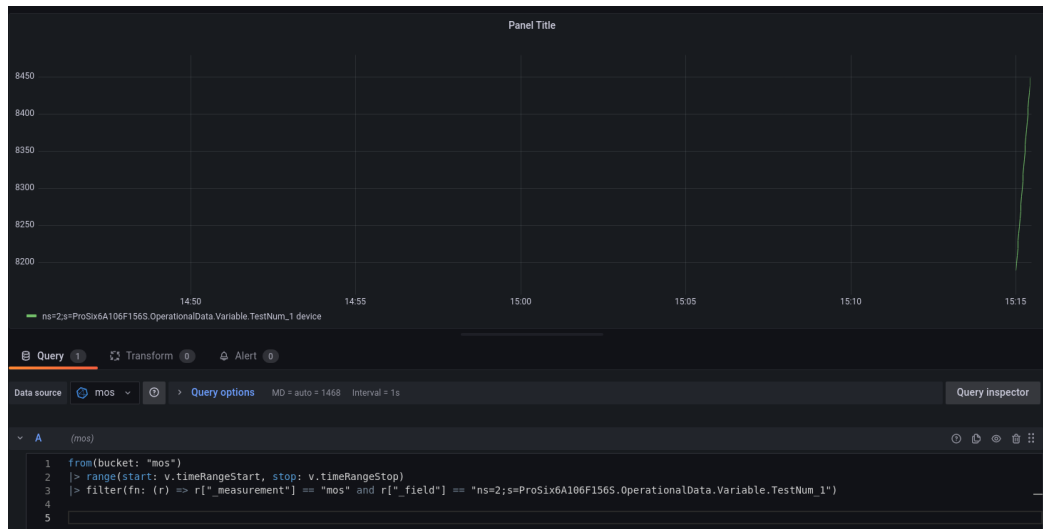 Panel Title
8450
8400
8350
8300
8250
8200
14:50 14:55 15:00 15:05 15:10 15:15
ns=2;s=ProSix6A106F156S.OperationalData.Variable.TestNum_1 device
Query 1 Transform 0 Alert 0
Data source mos > Query options MD = auto = 1468 Interval = 1s Query inspector
A (mos)
1 from(bucket: "mos")
2 |> range(start: v.timeRangeStart, stop: v.timeRangeStop)
3 |> filter(fn: (r) => r["_measurement"] == "mos" and r["_field"] == "ns=2;s=ProSix6A106F156S.OperationalData.Variable.TestNum_1")
4
5